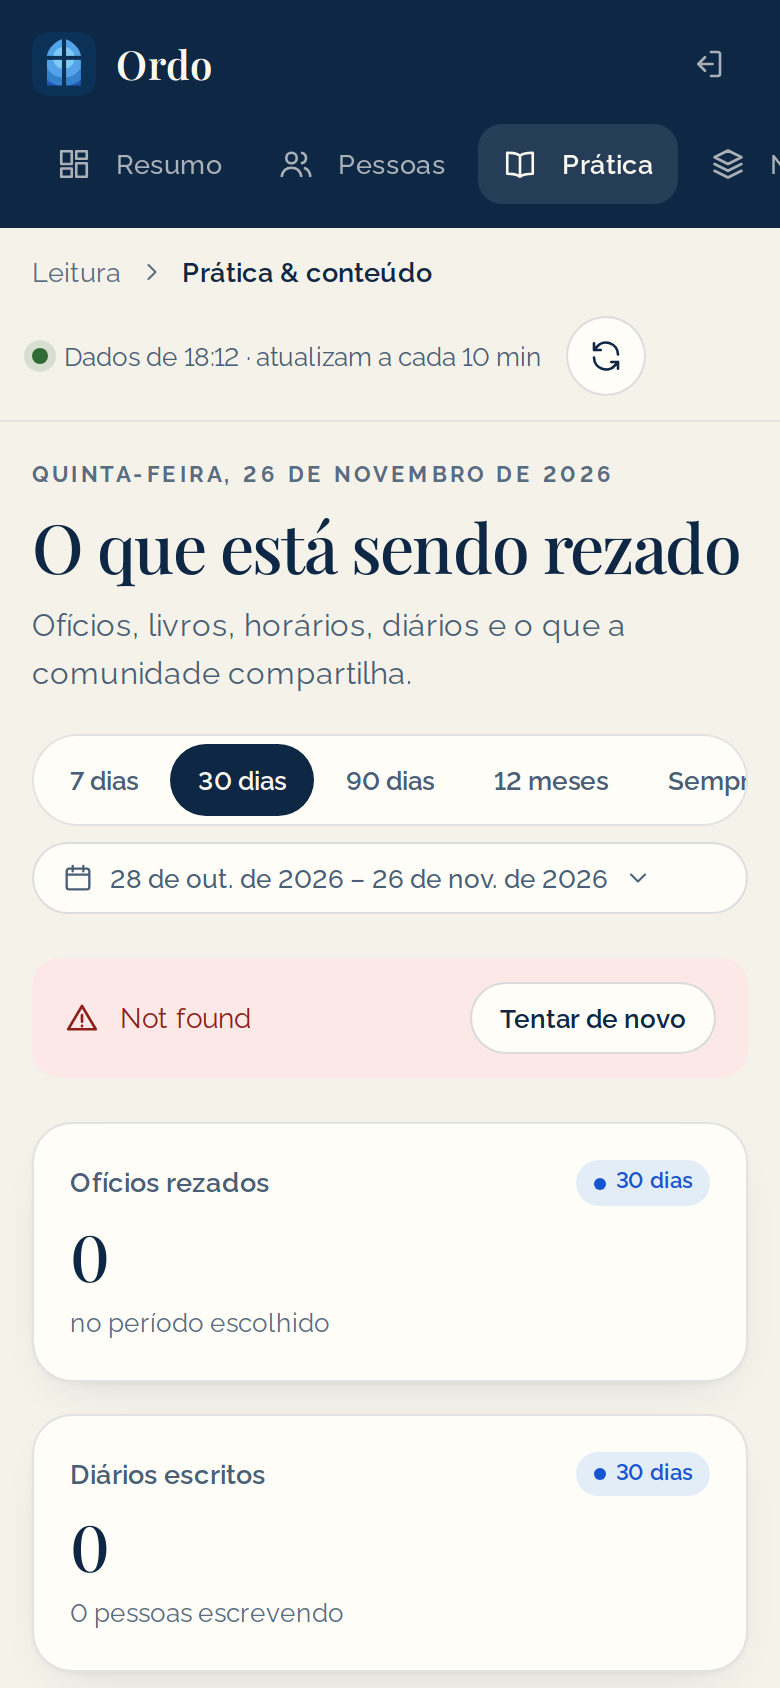 Ordo
Resumo Pessoas Prática
Leitura > Prática & conteúdo
Dados de 18:12 · atualizam a cada 10 min
QUINTA-FEIRA, 26 DE NOVEMBRO DE 2026
O que está sendo rezado
Ofícios, livros, horários, diários e o que a
comunidade compartilha.
7 dias 30 dias 90 dias 12 meses Sempr
28 de out. de 2026 – 26 de nov. de 2026
Not found Tentar de novo
Ofícios rezados 30 dias
0
no período escolhido
Diários escritos 30 dias
0
0 pessoas escrevendo